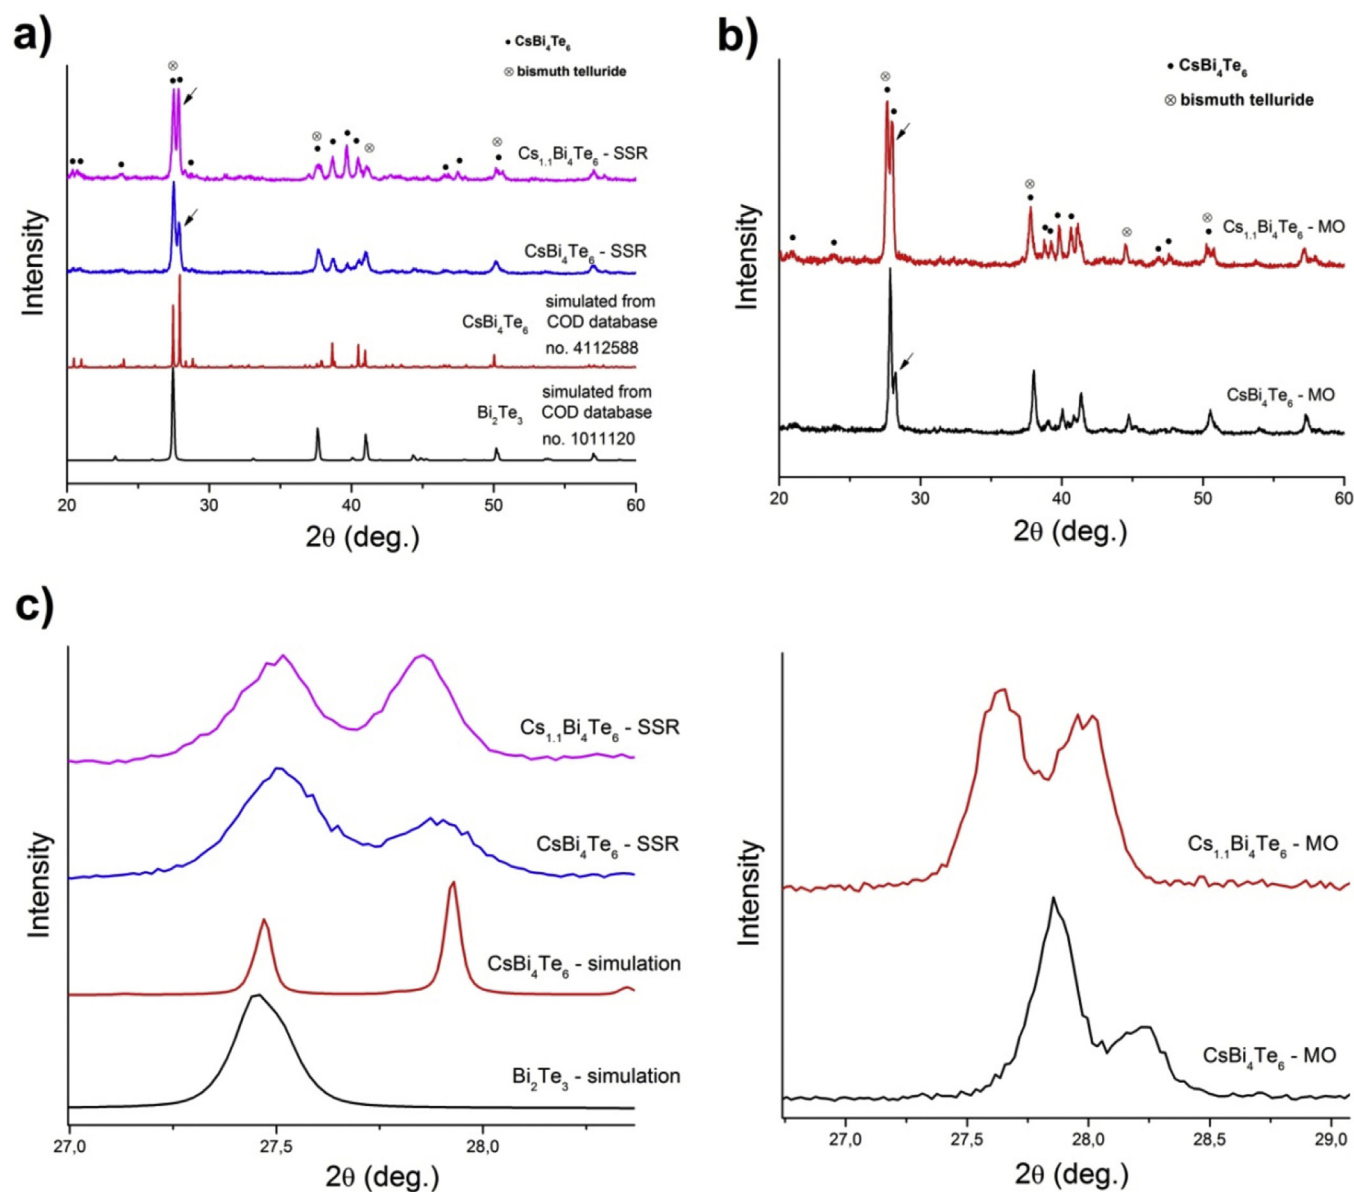 a)
• CsBi₄Te₆
⊗ bismuth telluride
Cs₁.₁Bi₄Te₆ - SSR
CsBi₄Te₆ - SSR
simulated from
CsBi₄Te₆ COD database
no. 4112588
simulated from
Bi₂Te₃ COD database
no. 1011120
Intensity
20 30 40 50 60
2θ (deg.)
b)
• CsBi₄Te₆
⊗ bismuth telluride
Cs₁.₁Bi₄Te₆ - MO
CsBi₄Te₆ - MO
Intensity
20 30 40 50 60
2θ (deg.)
c)
Cs₁.₁Bi₄Te₆ - SSR
CsBi₄Te₆ - SSR
CsBi₄Te₆ - simulation
Bi₂Te₃ - simulation
Intensity
27,0 27,5 28,0
2θ (deg.)
Cs₁.₁Bi₄Te₆ - MO
CsBi₄Te₆ - MO
Intensity
27,0 27,5 28,0 28,5 29,0
2θ (deg.)